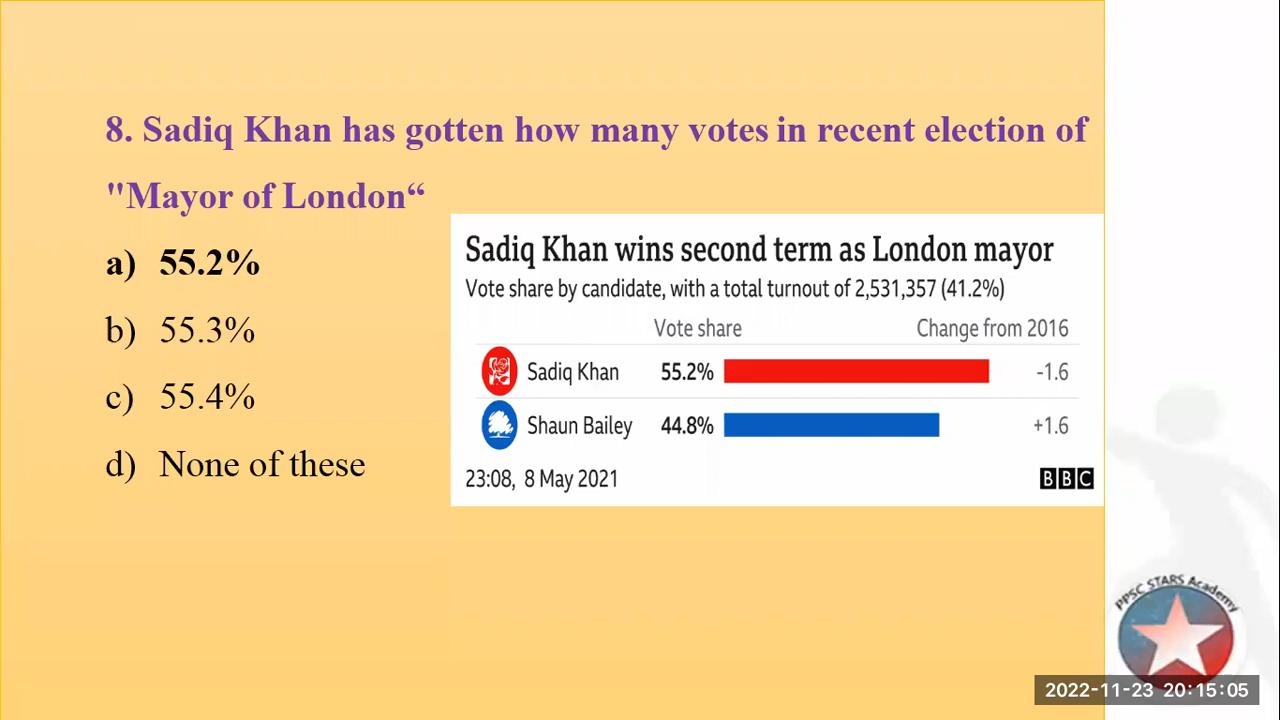 8. Sadiq Khan has gotten how many votes in recent election of
"Mayor of London“
a) 55.2%
b) 55.3%
c) 55.4%
d) None of these
Sadiq Khan wins second term as London mayor
Vote share by candidate, with a total turnout of 2,531,357 (41.2%)
Vote share Change from 2016
Sadiq Khan 55.2% -1.6
Shaun Bailey 44.8% +1.6
23:08, 8 May 2021 BBC
PPSC STARS Academy
2022-11-23 20:15:05